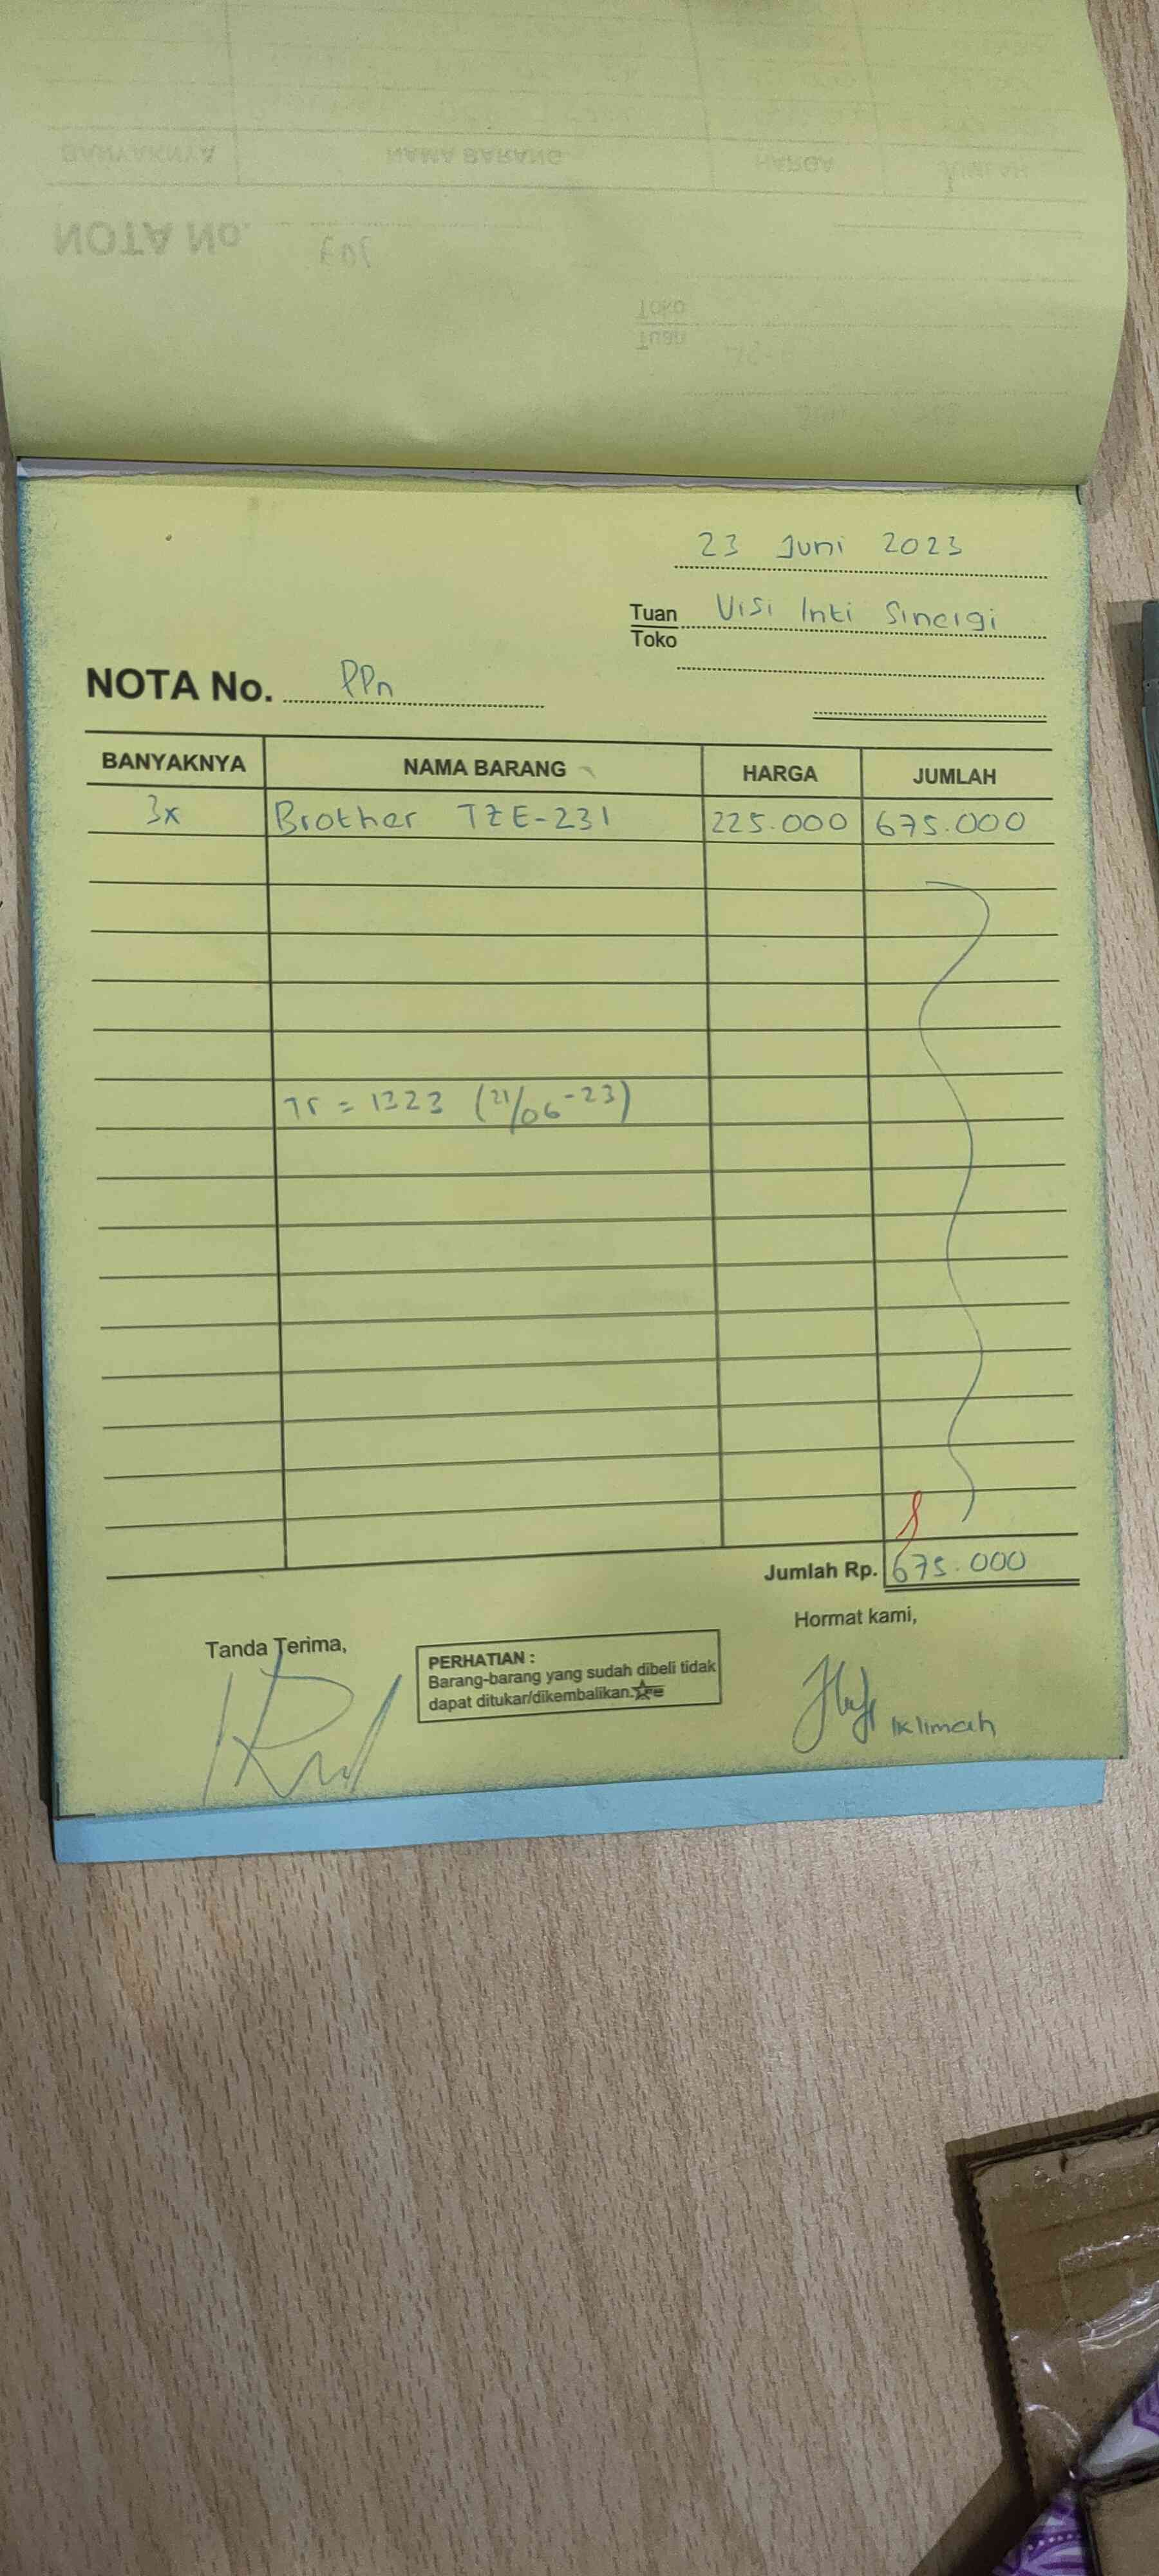 23 Juni 2023
Tuan Visi Inti Sinergi
Toko
NOTA No. PPn
BANYAKNYA NAMA BARANG HARGA JUMLAH
3x Brother TZE-231 225.000 675.000
Tr = 1323 (21/06-23)
Jumlah Rp. 675.000
Tanda Terima,
Hormat kami,
PERHATIAN :
Barang-barang yang sudah dibeli tidak
dapat ditukar/dikembalikan.
Iklimah